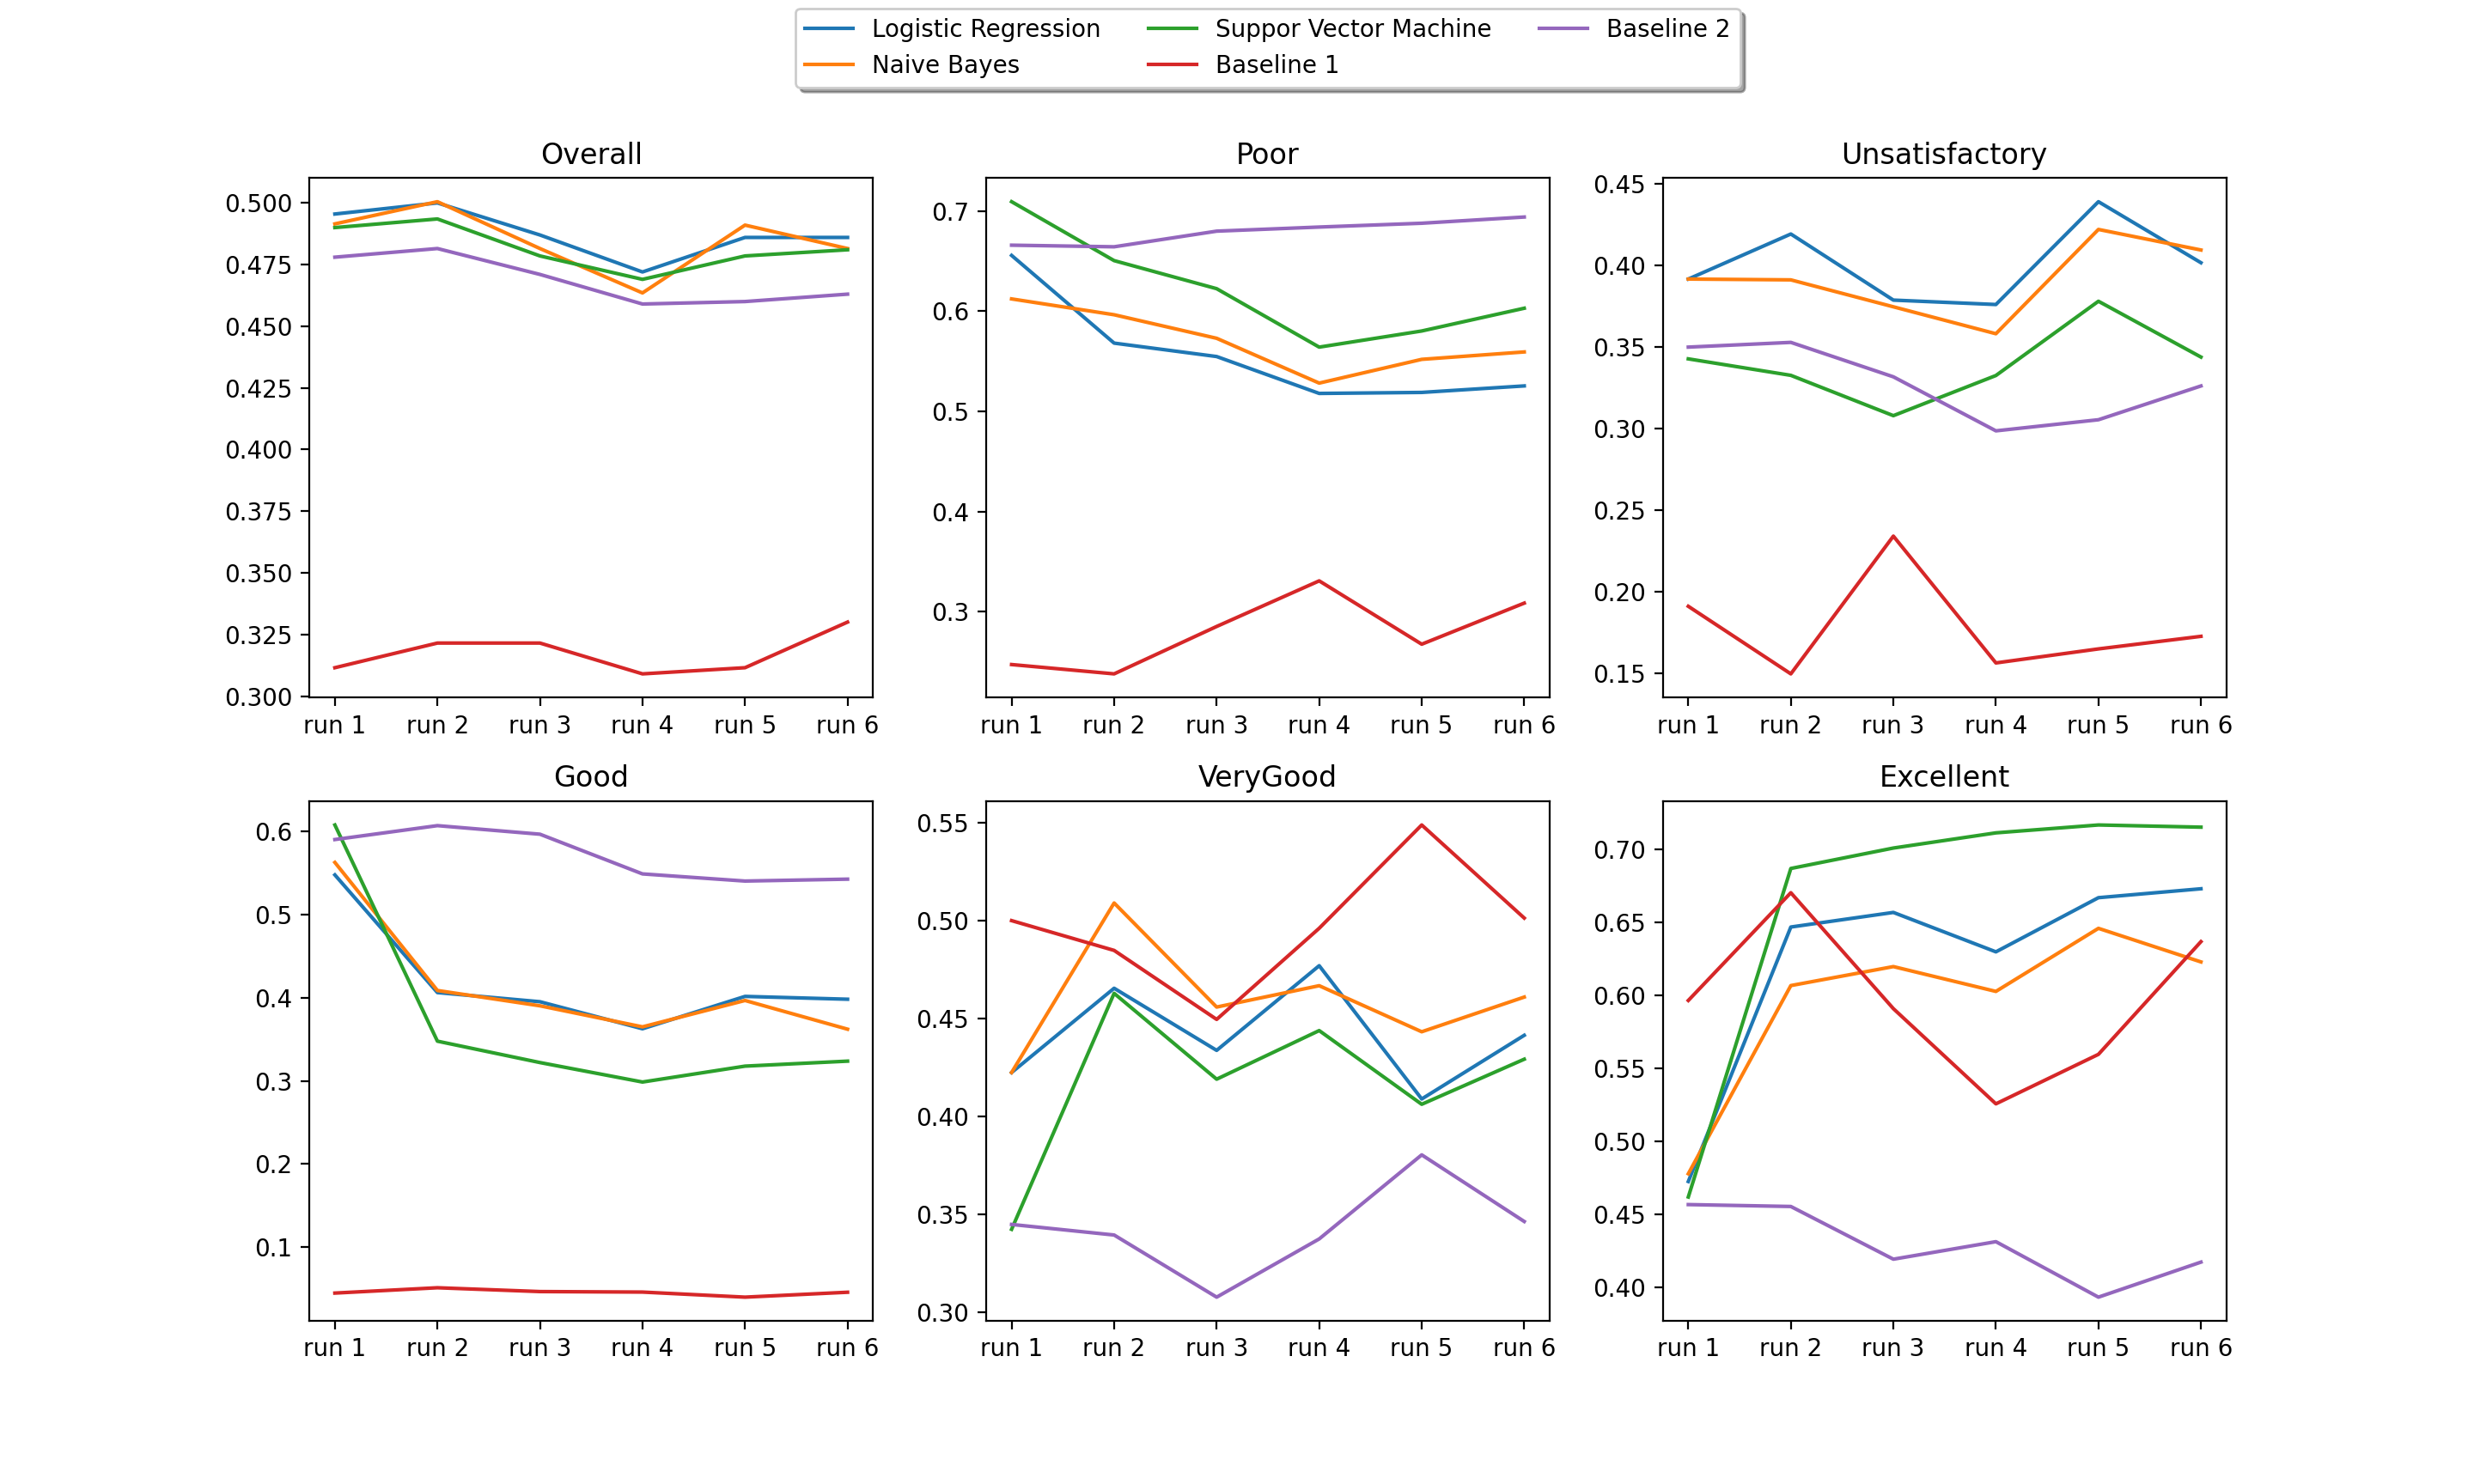 Logistic Regression
Naive Bayes
Suppor Vector Machine
Baseline 1
Baseline 2
Overall
0.500
0.475
0.450
0.425
0.400
0.375
0.350
0.325
0.300
run 1 run 2 run 3 run 4 run 5 run 6
Poor
0.7
0.6
0.5
0.4
0.3
run 1 run 2 run 3 run 4 run 5 run 6
Unsatisfactory
0.45
0.40
0.35
0.30
0.25
0.20
0.15
run 1 run 2 run 3 run 4 run 5 run 6
Good
0.6
0.5
0.4
0.3
0.2
0.1
run 1 run 2 run 3 run 4 run 5 run 6
VeryGood
0.55
0.50
0.45
0.40
0.35
0.30
run 1 run 2 run 3 run 4 run 5 run 6
Excellent
0.70
0.65
0.60
0.55
0.50
0.45
0.40
run 1 run 2 run 3 run 4 run 5 run 6